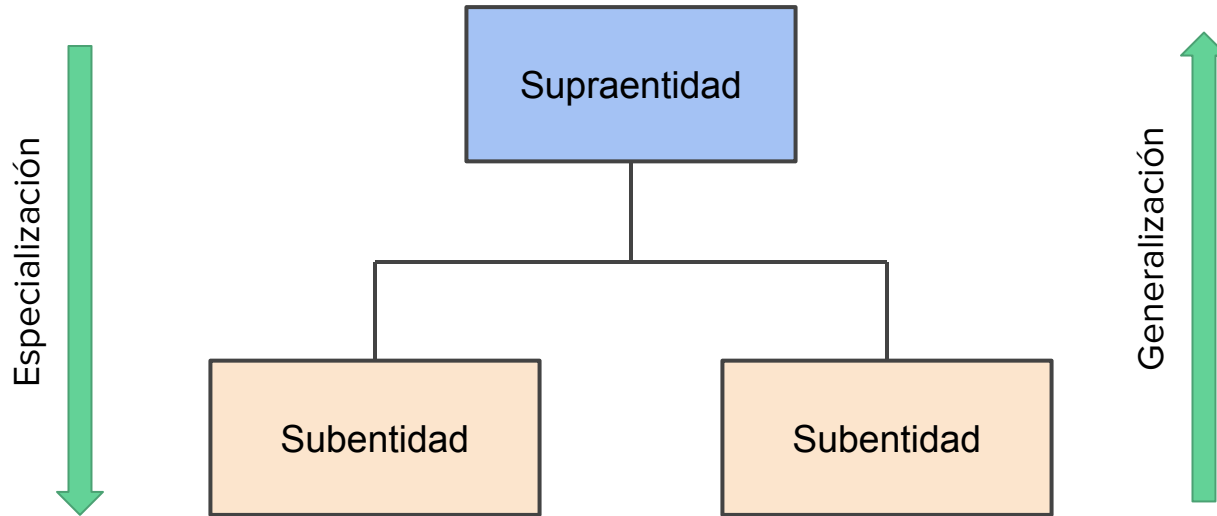 Supraentidad
Especialización
Generalización
Subentidad
Subentidad